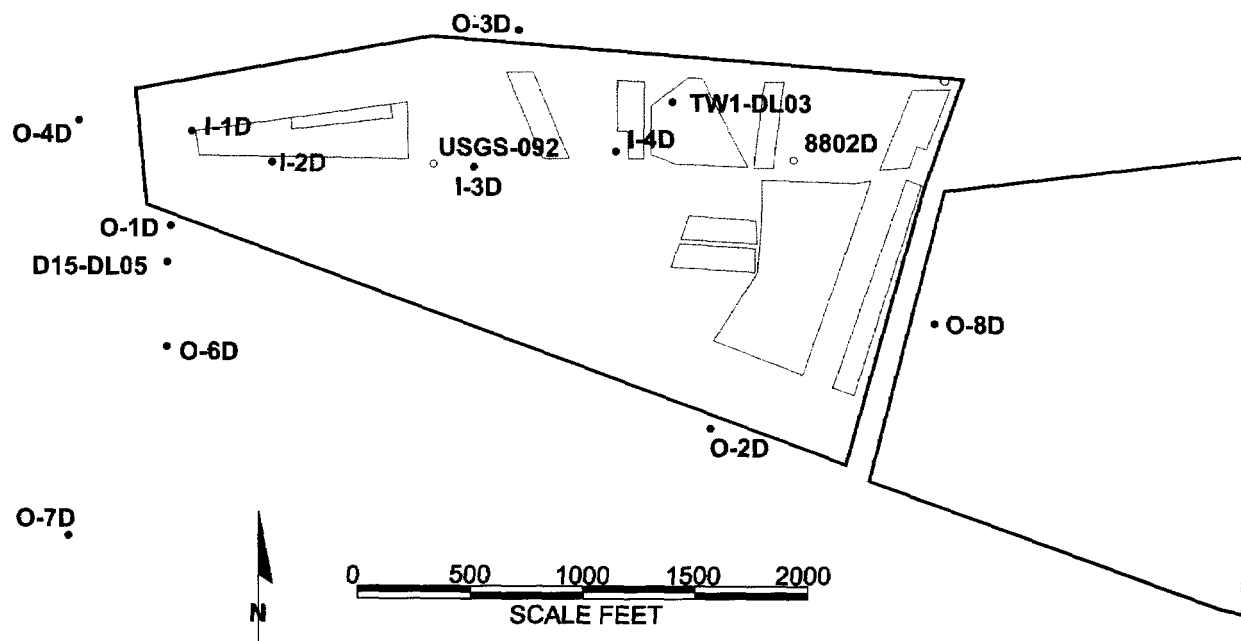 O-3D
TW1-DL03
O-4D
I-1D
USGS-092
I-4D
8802D
I-2D
I-3D
O-1D
D15-DL05
O-8D
O-6D
O-2D
O-7D
0 500 1000 1500 2000
SCALE FEET
N